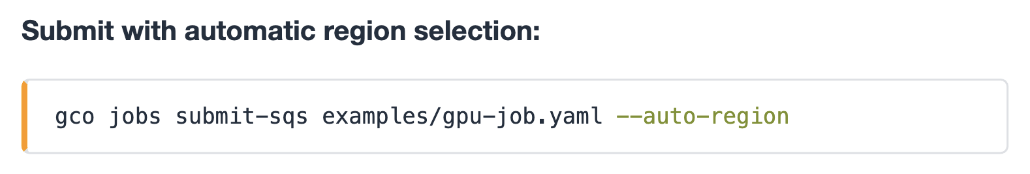 Submit with automatic region selection:
gco jobs submit-sqs examples/gpu-job.yaml --auto-region